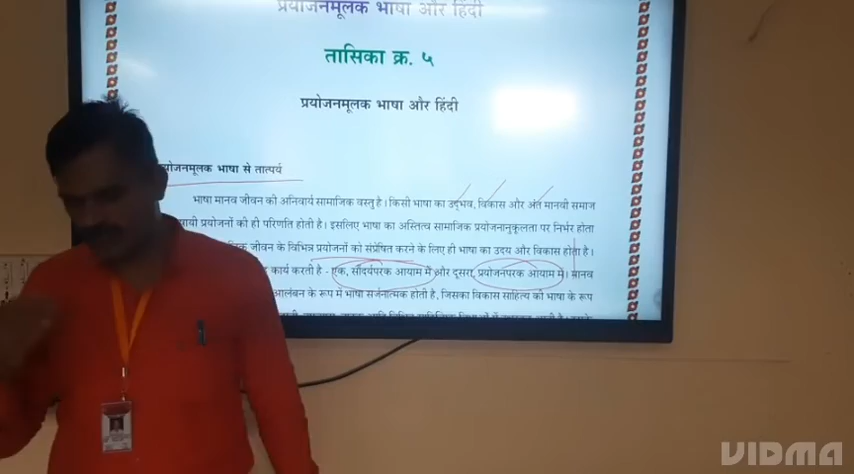 प्रयोजनमूलक भाषा और हिंदी
तासिका क्र. ५
प्रयोजनमूलक भाषा और हिंदी
प्रयोजनमूलक भाषा से तात्पर्य
भाषा मानव जीवन की अनिवार्य सामाजिक वस्तु है। किसी भाषा का उद्भव, विकास और अंत मानवी समाज
प्रयोजनों की ही परिणति होती है। इसलिए भाषा का अस्तित्व सामाजिक प्रयोजनानुकूलता पर निर्भर होता
जीवन के विभिन्न प्रयोजनों को संप्रेषित करने के लिए ही भाषा का उदय और विकास होता है।
कार्य करती है - एक, सौंदर्यपरक आयाम में और दूसरा, प्रयोजनपरक आयाम में। मानव
आलंबन के रूप में भाषा सर्जनात्मक होती है, जिसका विकास साहित्य की भाषा के रूप
VIDMA